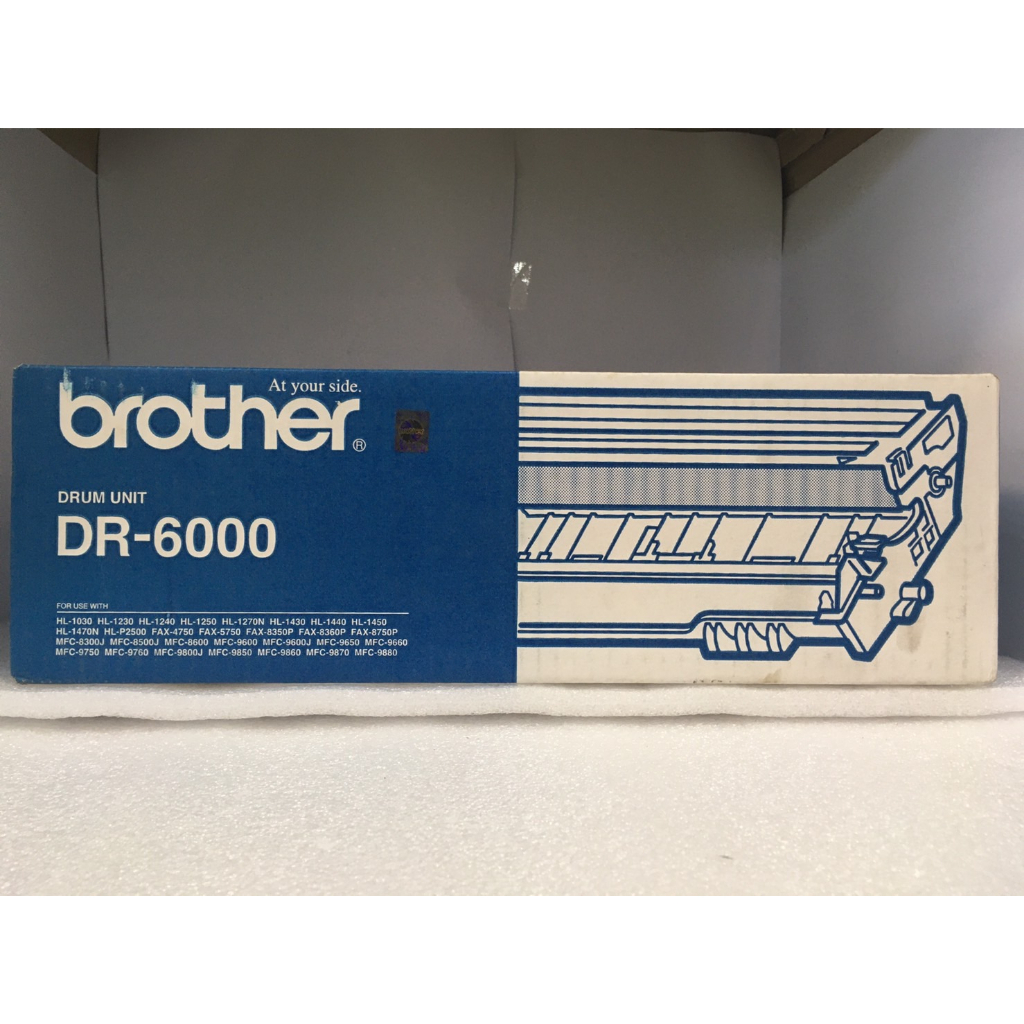 At your side.
brother®
DRUM UNIT
DR-6000
FOR USE WITH
HL-1030 HL-1230 HL-1240 HL-1250 HL-1270N HL-1430 HL-1440 HL-1450
HL-1470N HL-P2500 FAX-4750 FAX-5750 FAX-8350P FAX-8360P FAX-8750P
MFC-8300J MFC-8500J MFC-8600 MFC-9600 MFC-9600J MFC-9650 MFC-9660
MFC-9750 MFC-9760 MFC-9800J MFC-9850 MFC-9860 MFC-9870 MFC-9880